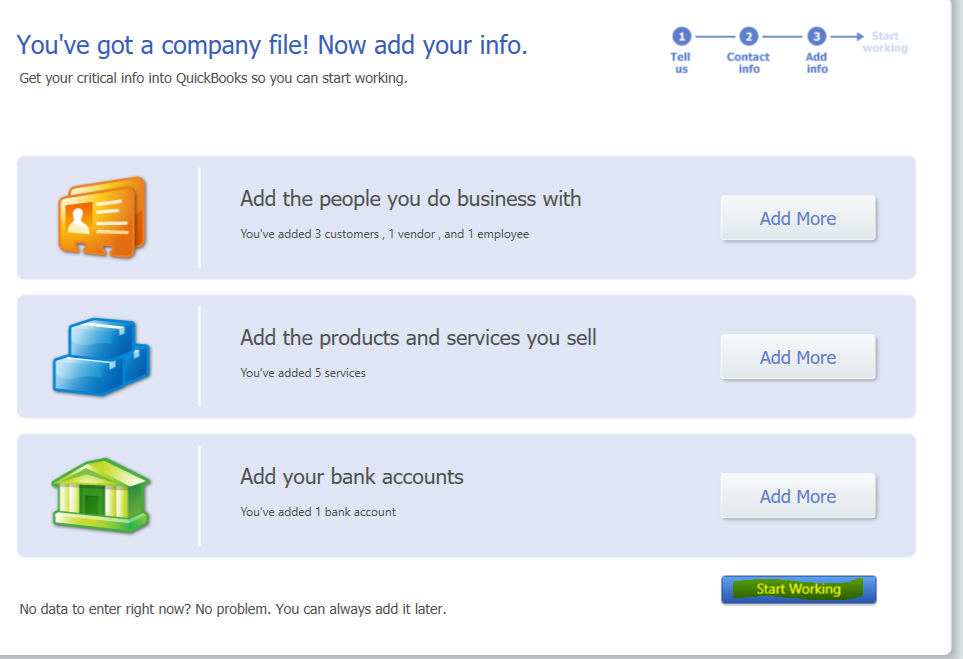 You've got a company file! Now add your info.
Get your critical info into QuickBooks so you can start working.
1 2 3 Start working
Tell us
Contact info
Add info
Add the people you do business with
You've added 3 customers , 1 vendor , and 1 employee
Add More
Add the products and services you sell
You've added 5 services
Add More
Add your bank accounts
You've added 1 bank account
Add More
Start Working
No data to enter right now? No problem. You can always add it later.